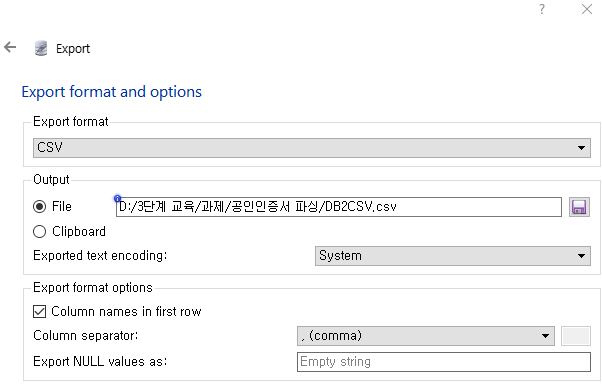 ?
Export
Export format and options
Export format
CSV
Output
File D:/3단계 교육/과제/공인인증서 파싱/DB2CSV.csv
Clipboard
Exported text encoding: System
Export format options
Column names in first row
Column separator: , (comma)
Export NULL values as: Empty string